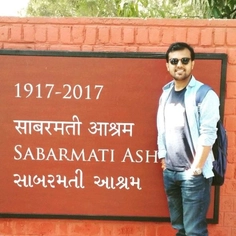 1917-2017
साबरमती आश्रम
SABARMATI ASH
સાબરમતી આશ્રમ